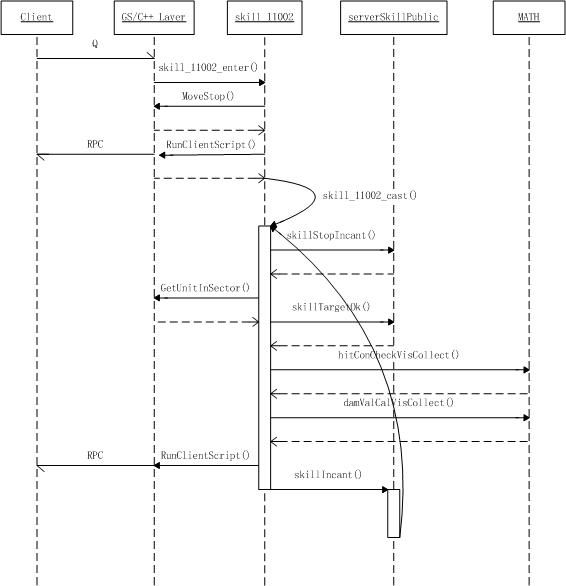 Client
GS/C++ Layer
skill_11002
serverSkillPublic
MATH
Q
skill_11002_enter()
MoveStop()
RPC
RunClientScript()
skill_11002_cast()
skillStopIncant()
GetUnitInSector()
skillTargetOk()
hitConCheckVisCollect()
damValCalVisCollect()
RPC
RunClientScript()
skillIncant()